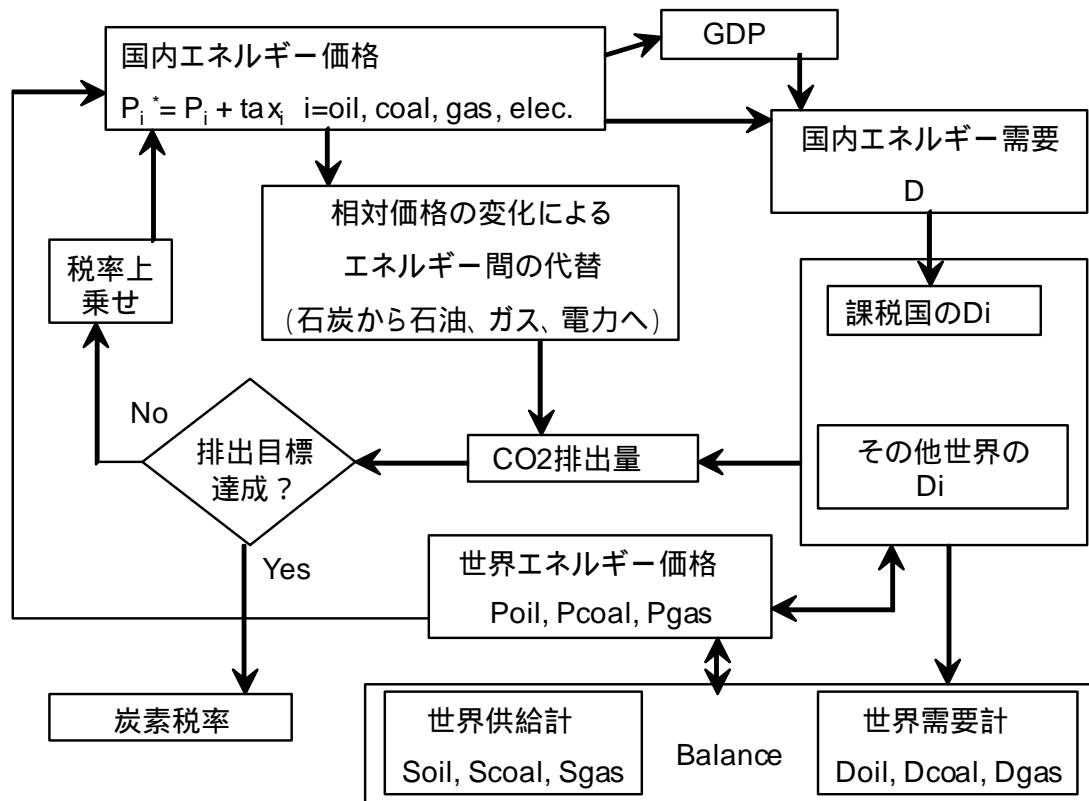 国内エネルギー価格
Pi*= Pi + taxi i=oil, coal, gas, elec.
GDP
国内エネルギー需要
D
相対価格の変化による
エネルギー間の代替
(石炭から石油、ガス、電力へ)
税率上
乗せ
課税国のDi
その他世界の
Di
No
排出目標
達成？
CO2排出量
Yes
世界エネルギー価格
Poil, Pcoal, Pgas
炭素税率
世界供給計
Soil, Scoal, Sgas
Balance
世界需要計
Doil, Dcoal, Dgas